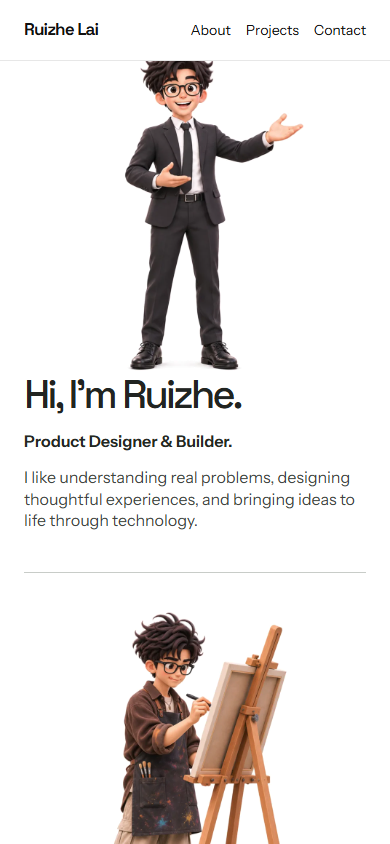 Ruizhe Lai
About Projects Contact
Hi, I'm Ruizhe.
Product Designer & Builder.
I like understanding real problems, designing
thoughtful experiences, and bringing ideas to
life through technology.